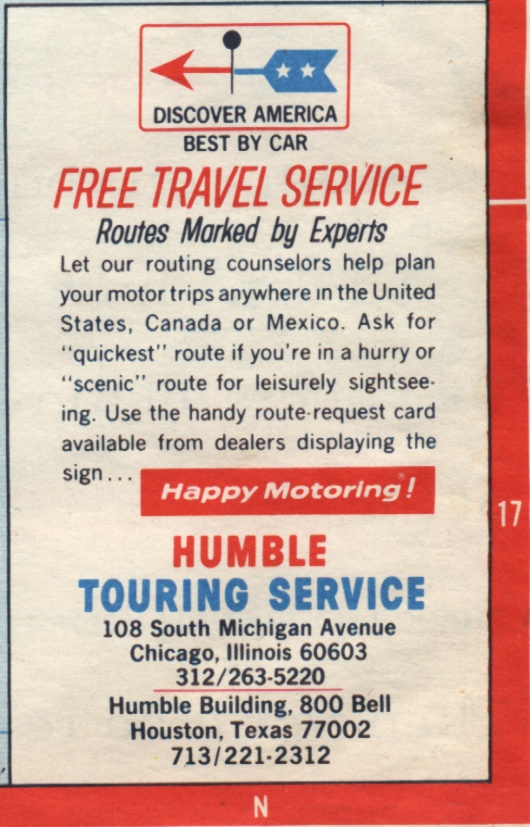 DISCOVER AMERICA
BEST BY CAR
FREE TRAVEL SERVICE
Routes Marked by Experts
Let our routing counselors help plan
your motor trips anywhere in the United
States, Canada or Mexico. Ask for
"quickest" route if you're in a hurry or
"scenic" route for leisurely sightsee-
ing. Use the handy route-request card
available from dealers displaying the
sign...
Happy Motoring®!
HUMBLE
TOURING SERVICE
108 South Michigan Avenue
Chicago, Illinois 60603
312/263-5220
Humble Building, 800 Bell
Houston, Texas 77002
713/221-2312
17
N